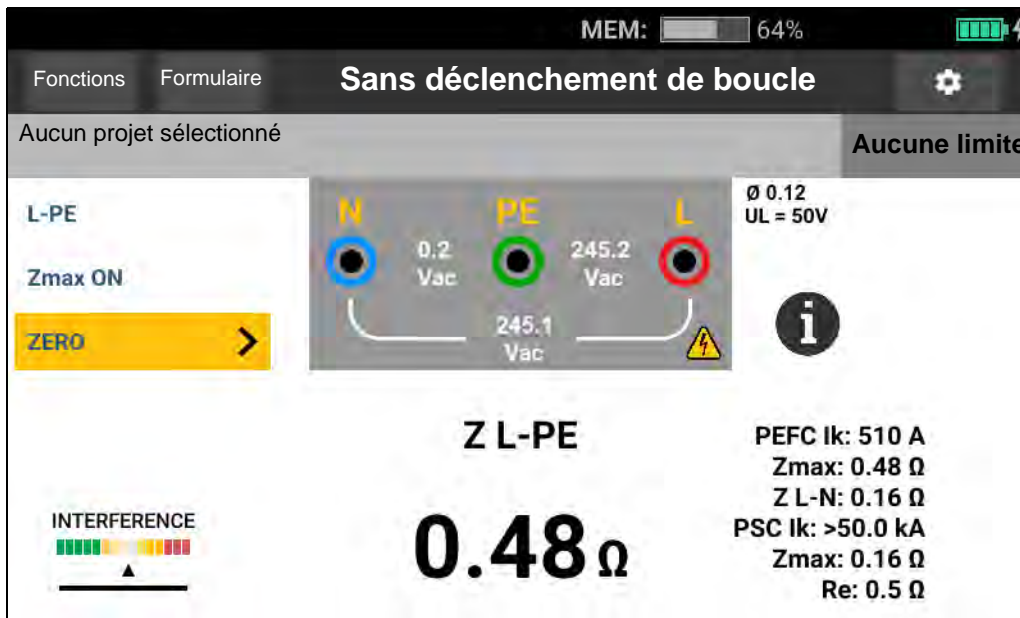 MEM: 64%
Fonctions Formulaire Sans déclenchement de boucle
Aucun projet sélectionné
Aucune limite
L-PE
Zmax ON
ZERO
N PE L
0.2 Vac
245.2 Vac
245.1 Vac
Ø 0.12
UL = 50V
i
INTERFERENCE
Z L-PE
0.48 Ω
PEFC Ik: 510 A
Zmax: 0.48 Ω
Z L-N: 0.16 Ω
PSC Ik: >50.0 kA
Zmax: 0.16 Ω
Re: 0.5 Ω